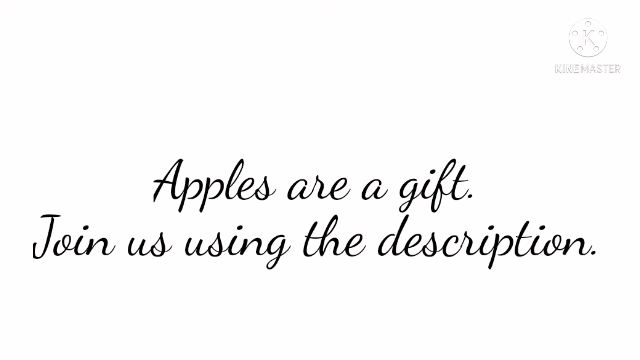 KINEMASTER
Apples are a gift.
Join us using the description.